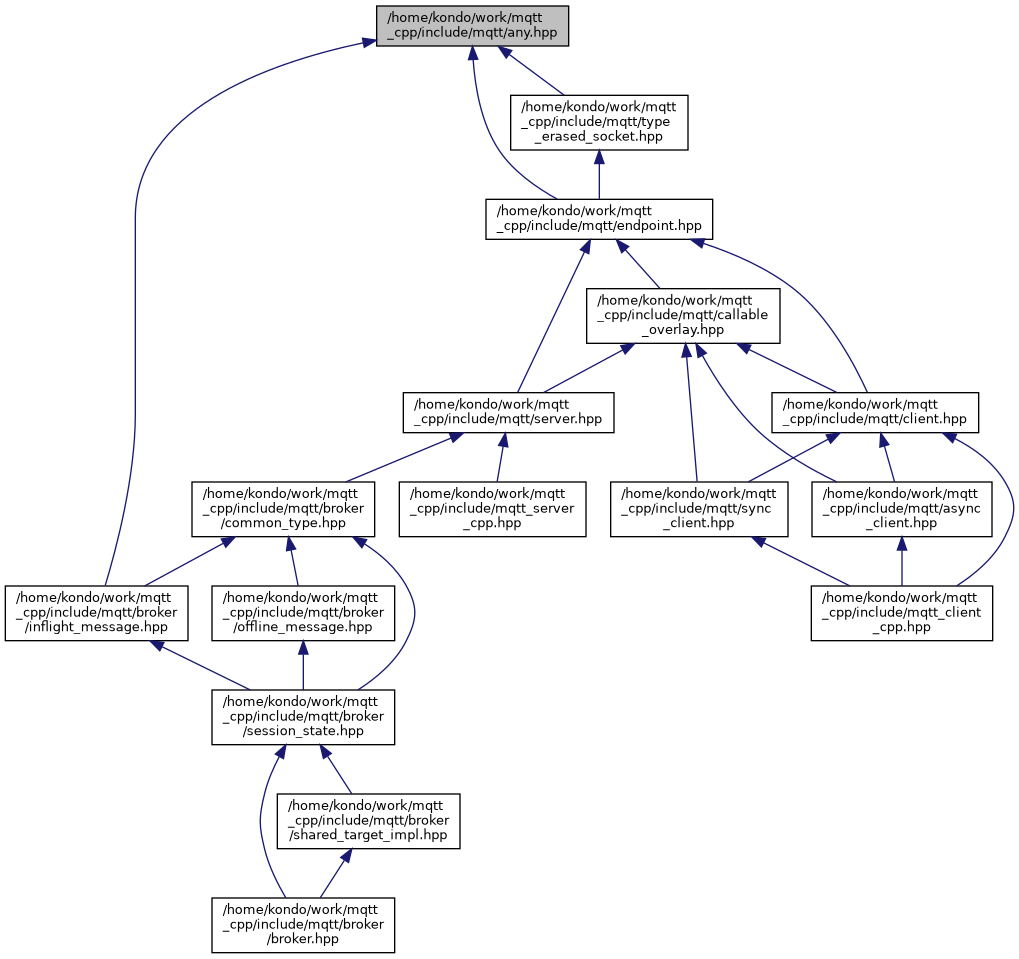 /home/kondo/work/mqtt
_cpp/include/mqtt/any.hpp
/home/kondo/work/mqtt
_cpp/include/mqtt/type
_erased_socket.hpp
/home/kondo/work/mqtt
_cpp/include/mqtt/endpoint.hpp
/home/kondo/work/mqtt
_cpp/include/mqtt/callable
_overlay.hpp
/home/kondo/work/mqtt
_cpp/include/mqtt/server.hpp
/home/kondo/work/mqtt
_cpp/include/mqtt/client.hpp
/home/kondo/work/mqtt
_cpp/include/mqtt/broker
/common_type.hpp
/home/kondo/work/mqtt
_cpp/include/mqtt_server
_cpp.hpp
/home/kondo/work/mqtt
_cpp/include/mqtt/sync
_client.hpp
/home/kondo/work/mqtt
_cpp/include/mqtt/async
_client.hpp
/home/kondo/work/mqtt
_cpp/include/mqtt/broker
/inflight_message.hpp
/home/kondo/work/mqtt
_cpp/include/mqtt/broker
/offline_message.hpp
/home/kondo/work/mqtt
_cpp/include/mqtt_client
_cpp.hpp
/home/kondo/work/mqtt
_cpp/include/mqtt/broker
/session_state.hpp
/home/kondo/work/mqtt
_cpp/include/mqtt/broker
/shared_target_impl.hpp
/home/kondo/work/mqtt
_cpp/include/mqtt/broker
/broker.hpp